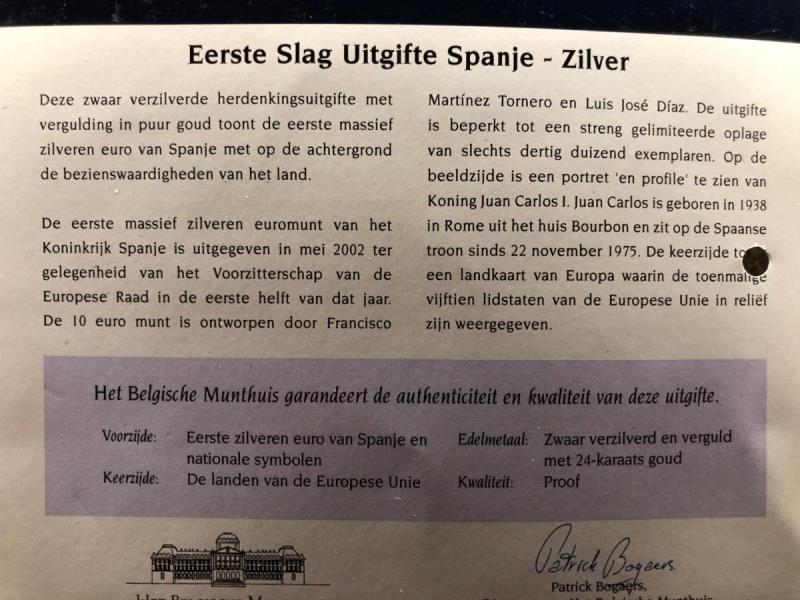 Eerste Slag Uitgifte Spanje - Zilver
Deze zwaar verzilverde herdenkingsuitgifte met
vergulding in puur goud toont de eerste massief
zilveren euro van Spanje met op de achtergrond
de bezienswaardigheden van het land.
De eerste massief zilveren euromunt van het
Koninkrijk Spanje is uitgegeven in mei 2002 ter
gelegenheid van het Voorzitterschap van de
Europese Raad in de eerste helft van dat jaar.
De 10 euro munt is ontworpen door Francisco
Martínez Tornero en Luis José Díaz. De uitgifte
is beperkt tot een streng gelimiteerde oplage
van slechts dertig duizend exemplaren. Op de
beeldzijde is een portret 'en profile' te zien van
Koning Juan Carlos I. Juan Carlos is geboren in 1938
in Rome uit het huis Bourbon en zit op de Spaanse
troon sinds 22 november 1975. De keerzijde
een landkaart van Europa waarin de toenmalige
vijftien lidstaten van de Europese Unie in reliëf
zijn weergegeven.
Het Belgische Munthuis garandeert de authenticiteit en kwaliteit van deze uitgifte.
Voorzijde: Eerste zilveren euro van Spanje en
nationale symbolen
Keerzijde: De landen van de Europese Unie
Edelmetaal: Zwaar verzilverd en verguld
met 24-karaats goud
Kwaliteit: Proof
Patrick Bogaers
Patrick Bogaers,